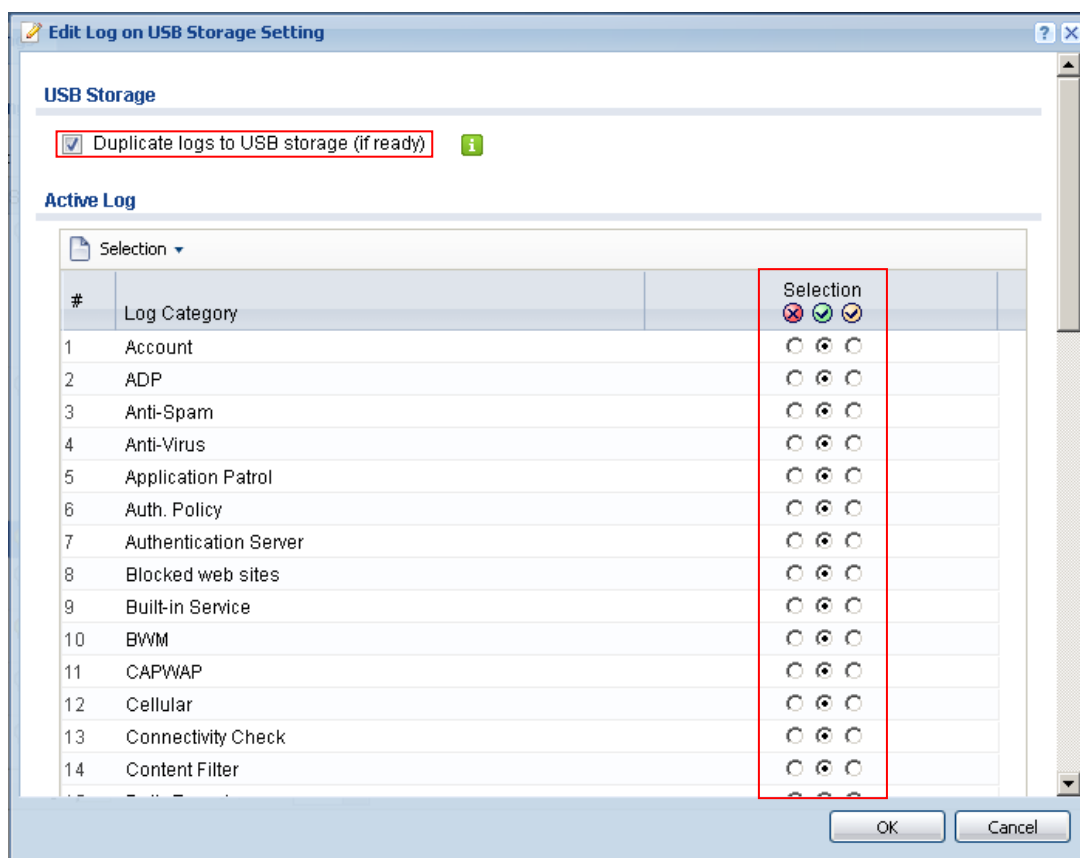 Edit Log on USB Storage Setting
USB Storage
Duplicate logs to USB storage (if ready)
Active Log
Selection
# Log Category Selection
1 Account
2 ADP
3 Anti-Spam
4 Anti-Virus
5 Application Patrol
6 Auth. Policy
7 Authentication Server
8 Blocked web sites
9 Built-in Service
10 BWM
11 CAPWAP
12 Cellular
13 Connectivity Check
14 Content Filter
OK Cancel